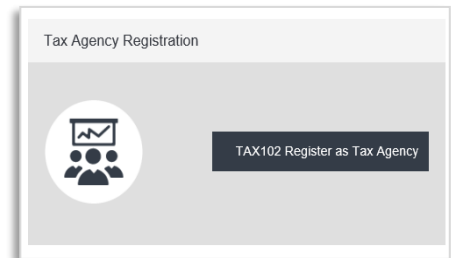 Tax Agency Registration
TAX102 Register as Tax Agency